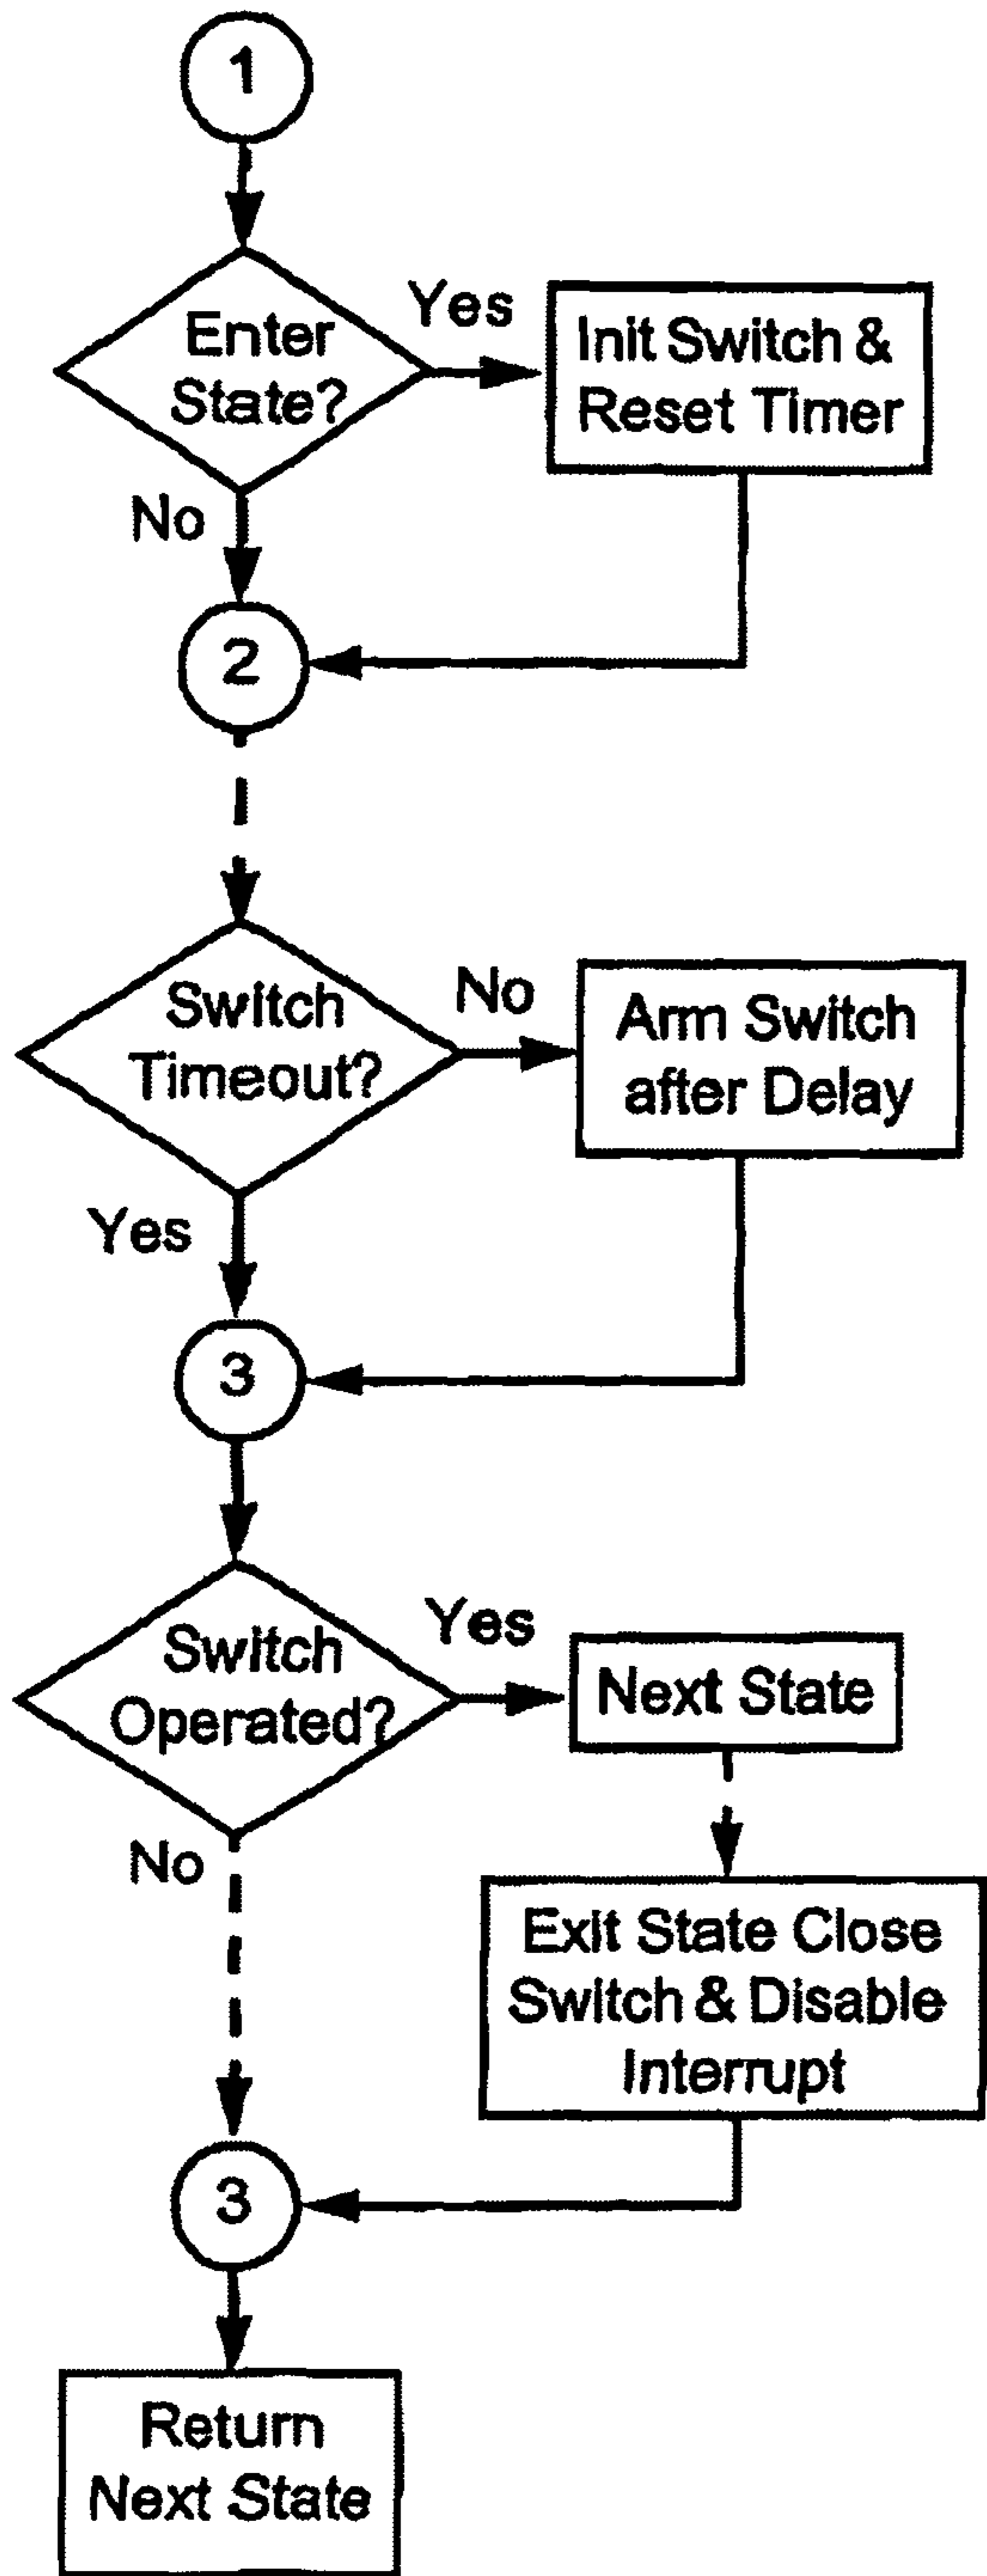 1
Enter
State?
Yes
Init Switch &
Reset Timer
No
2
Switch
Timeout?
No
Arm Switch
after Delay
Yes
3
Switch
Operated?
Yes
Next State
No
Exit State Close
Switch & Disable
Interrupt
3
Return
Next State